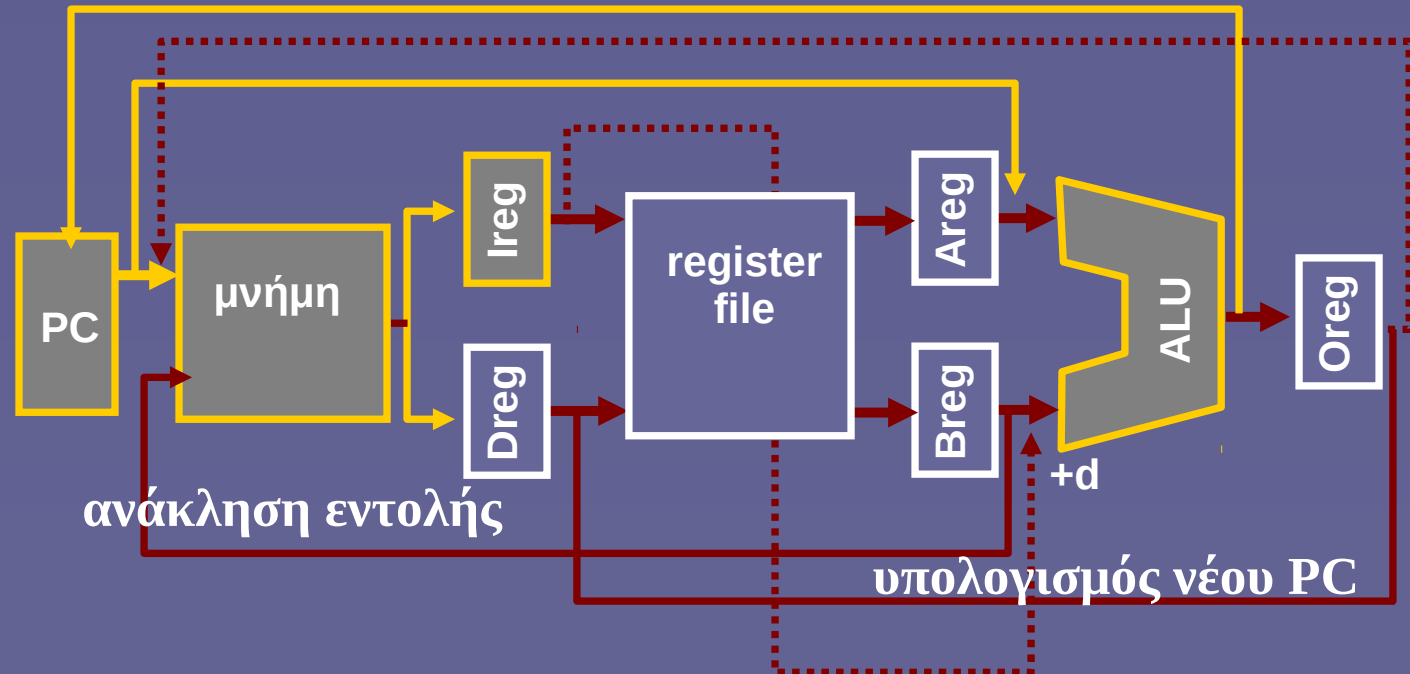 PC
μνήμη
Ireg
Dreg
register
file
Areg
Breg
ALU
Oreg
+d
ανάκληση εντολής
υπολογισμός νέου PC